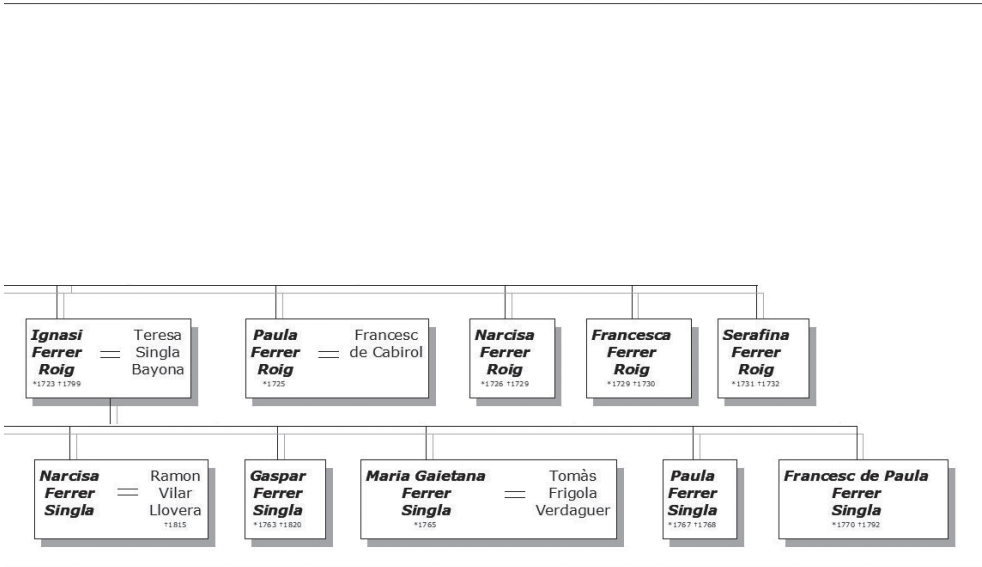 Ignasi
Ferrer
Roig
*1723 †1799
=
Teresa
Singla
Bayona
Paula
Ferrer
Roig
*1725
=
Francesc
de Cabirol
Narcisa
Ferrer
Roig
*1726 †1729
Francesca
Ferrer
Roig
*1729 †1730
Serafina
Ferrer
Roig
*1731 †1732
Narcisa
Ferrer
Singla
=
Ramon
Vilar
Llovera
†1815
Gaspar
Ferrer
Singla
*1763 †1820
Maria Gaietana
Ferrer
Singla
*1765
=
Tomàs
Frigola
Verdaguer
Paula
Ferrer
Singla
*1767 †1768
Francesc de Paula
Ferrer
Singla
*1770 †1792